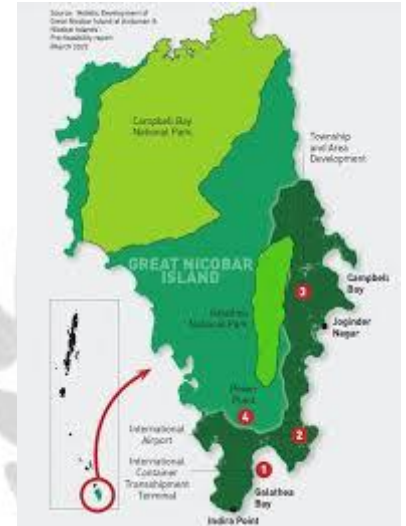 Source: 'Holistic Development of
Great Nicobar Island at Andaman &
Nicobar Islands'-
Pre-feasibility report
March 2021
Campbell Bay
National Park
Township
and Area
Development
GREAT NICOBAR
ISLAND
Campbell
Bay
3
Galathea
National Park
Joginder
Nagar
Power
4
International
Airport
2
International
Container
Transshipment
Terminal
1
Galathea
Bay
Indira Point